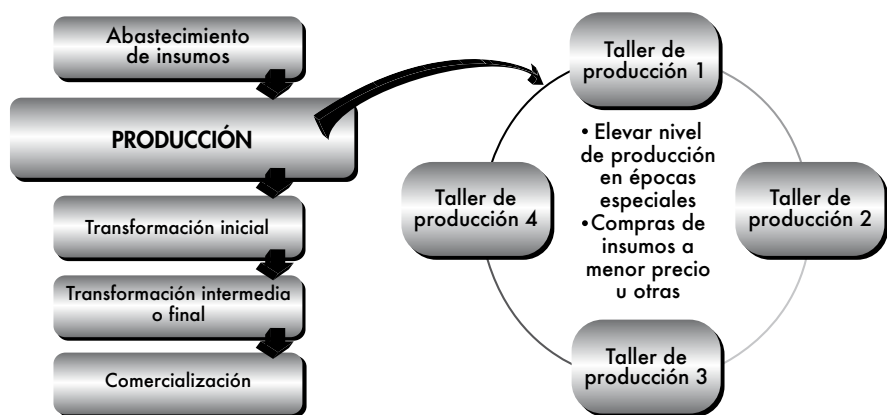 Abastecimiento
de insumos
PRODUCCIÓN
Transformación inicial
Transformación intermedia
o final
Comercialización
Taller de
producción 1
• Elevar nivel
de producción
en épocas
especiales
•Compras de
insumos a
menor precio
u otras
Taller de
producción 4
Taller de
producción 2
Taller de
producción 3